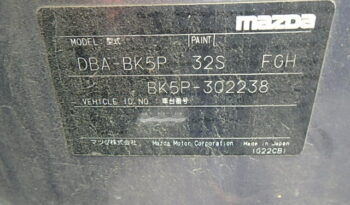 mazda
MODEL: 型式 PAINT
DBA-BK5P 32S FGH
BK5P-302238
VEHICLE ID NO. 車台番号
マツダ株式会社 Mazda Motor Corporation Made in Japan
(G22CB)